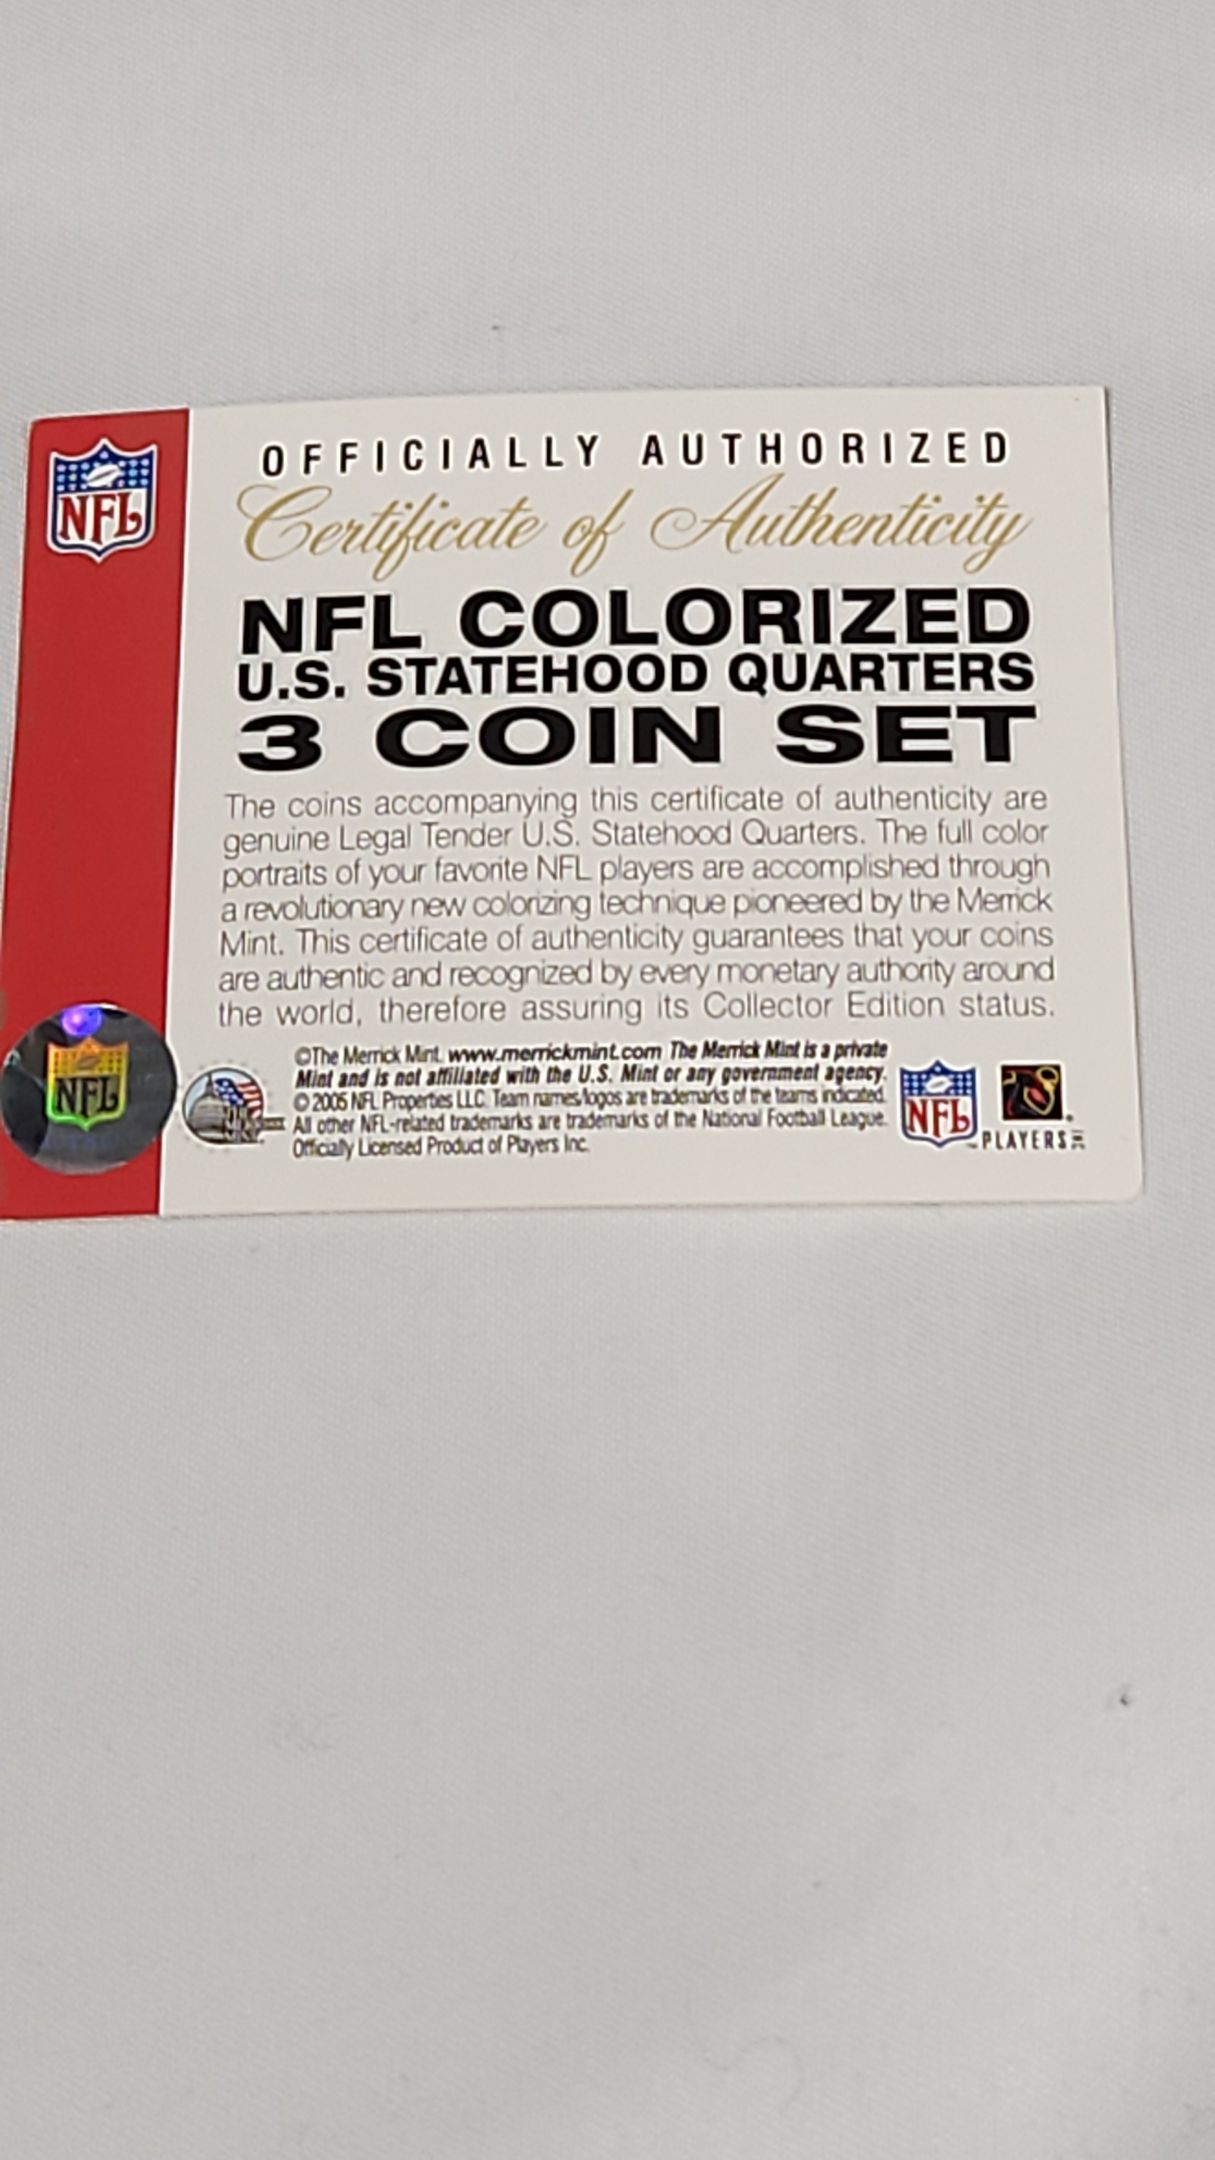 NFL
OFFICIALLY AUTHORIZED
Certificate of Authenticity
NFL COLORIZED
U.S. STATEHOOD QUARTERS
3 COIN SET
The coins accompanying this certificate of authenticity are
genuine Legal Tender U.S. Statehood Quarters. The full color
portraits of your favorite NFL players are accomplished through
a revolutionary new colorizing technique pioneered by the Merrick
Mint. This certificate of authenticity guarantees that your coins
are authentic and recognized by every monetary authority around
the world, therefore assuring its Collector Edition status.
NFL
©The Merrick Mint. www.merrickmint.com The Merrick Mint is a private
Mint and is not affiliated with the U.S. Mint or any government agency.
© 2005 NFL Properties LLC. Team names/logos are trademarks of the teams indicated.
All other NFL-related trademarks are trademarks of the National Football League.
Officially Licensed Product of Players Inc.
NFL
PLAYERS